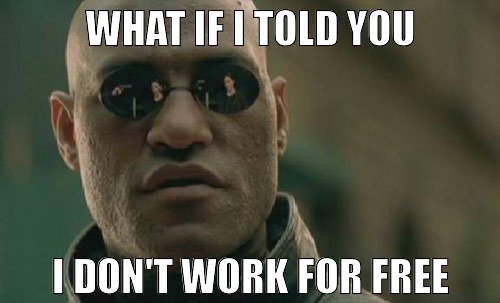 WHAT IF I TOLD YOU
I DON'T WORK FOR FREE